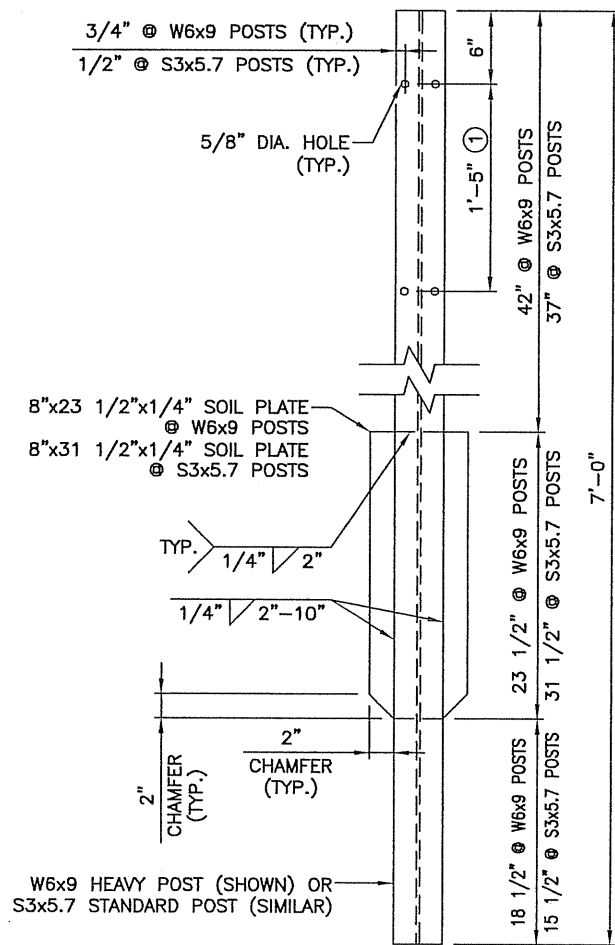 3/4" @ W6x9 POSTS (TYP.)
1/2" @ S3x5.7 POSTS (TYP.)
5/8" DIA. HOLE
(TYP.)
6"
1'-5" ①
42" @ W6x9 POSTS
37" @ S3x5.7 POSTS
8"x23 1/2"x1/4" SOIL PLATE
@ W6x9 POSTS
8"x31 1/2"x1/4" SOIL PLATE
@ S3x5.7 POSTS
7'-0"
TYP.
1/4" 2"
1/4" 2"-10"
23 1/2" @ W6x9 POSTS
31 1/2" @ S3x5.7 POSTS
2"
CHAMFER
(TYP.)
2"
CHAMFER
(TYP.)
18 1/2" @ W6x9 POSTS
15 1/2" @ S3x5.7 POSTS
W6x9 HEAVY POST (SHOWN) OR
S3x5.7 STANDARD POST (SIMILAR)